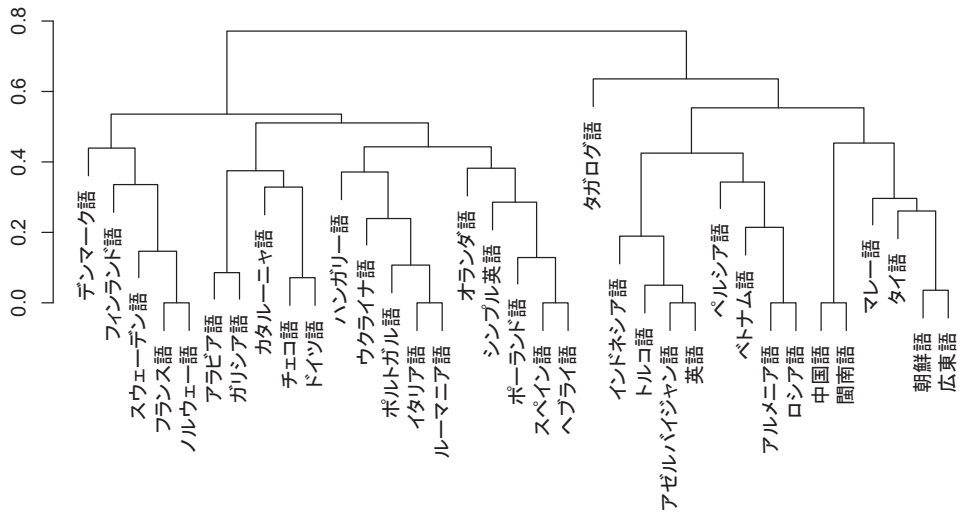 0.8
0.6
0.4
0.2
0.0
デンマーク語
フィンランド語
スウェーデン語
フランス語
ノルウェー語
アラビア語
ガリシア語
カタルーニャ語
チェコ語
ドイツ語
ハンガリー語
ウクライナ語
ポルトガル語
イタリア語
ルーマニア語
オランダ語
シンプル英語
ポーランド語
スペイン語
ヘブライ語
タガログ語
インドネシア語
トルコ語
アゼルバイジャン語
英語
ペルシア語
ベトナム語
アルメニア語
ロシア語
中国語
閩南語
マレー語
タイ語
朝鮮語
広東語